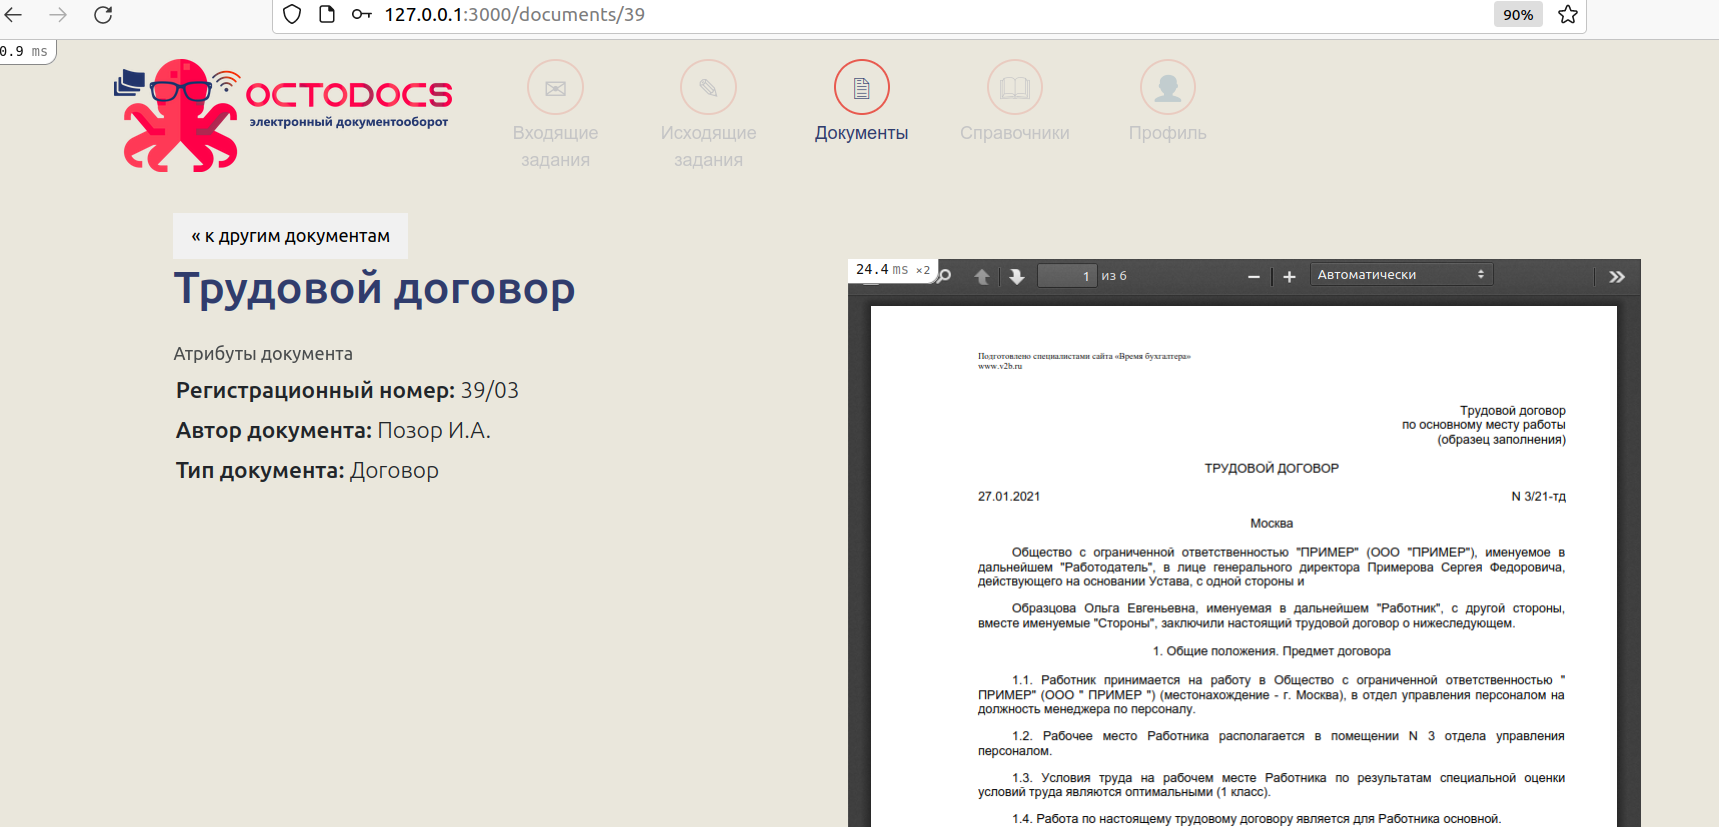 127.0.0.1:3000/documents/39
90%
0.9 ms
OCTODOCS
электронный документооборот
Входящие
задания
Исходящие
задания
Документы
Справочники
Профиль
« к другим документам
Трудовой договор
Атрибуты документа
Регистрационный номер: 39/03
Автор документа: Позор И.А.
Тип документа: Договор
24.4 ms ×2
1 из 6
Автоматически
Подготовлено специалистами сайта «Время бухгалтера»
www.v2b.ru
Трудовой договор
по основному месту работы
(образец заполнения)
ТРУДОВОЙ ДОГОВОР
27.01.2021 N 3/21-тд
Москва
Общество с ограниченной ответственностью "ПРИМЕР" (ООО "ПРИМЕР"), именуемое в
дальнейшем "Работодатель", в лице генерального директора Примерова Сергея Федоровича,
действующего на основании Устава, с одной стороны и
Образцова Ольга Евгеньевна, именуемая в дальнейшем "Работник", с другой стороны,
вместе именуемые "Стороны", заключили настоящий трудовой договор о нижеследующем.
1. Общие положения. Предмет договора
1.1. Работник принимается на работу в Общество с ограниченной ответственностью "
ПРИМЕР" (ООО " ПРИМЕР ") (местонахождение - г. Москва), в отдел управления персоналом на
должность менеджера по персоналу.
1.2. Рабочее место Работника располагается в помещении N 3 отдела управления
персоналом.
1.3. Условия труда на рабочем месте Работника по результатам специальной оценки
условий труда являются оптимальными (1 класс).
1.4. Работа по настоящему трудовому договору является для Работника основной.